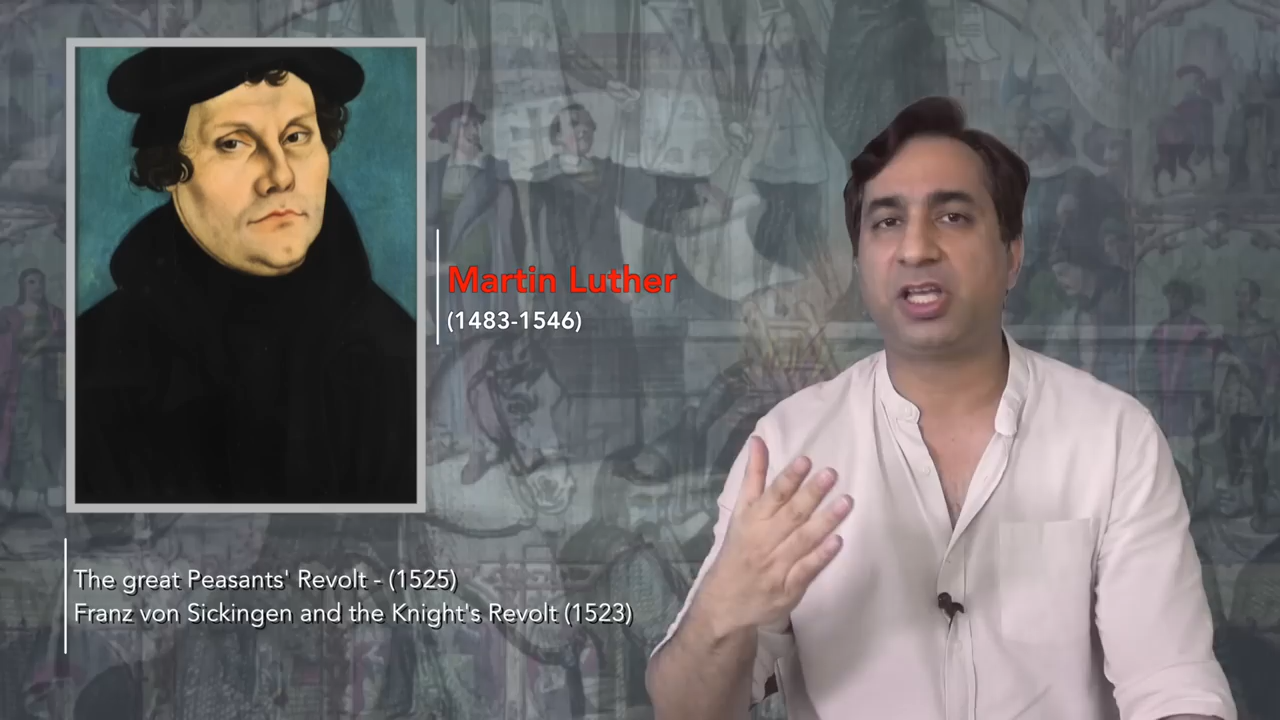 Martin Luther
(1483-1546)
The great Peasants' Revolt - (1525)
Franz von Sickingen and the Knight's Revolt (1523)